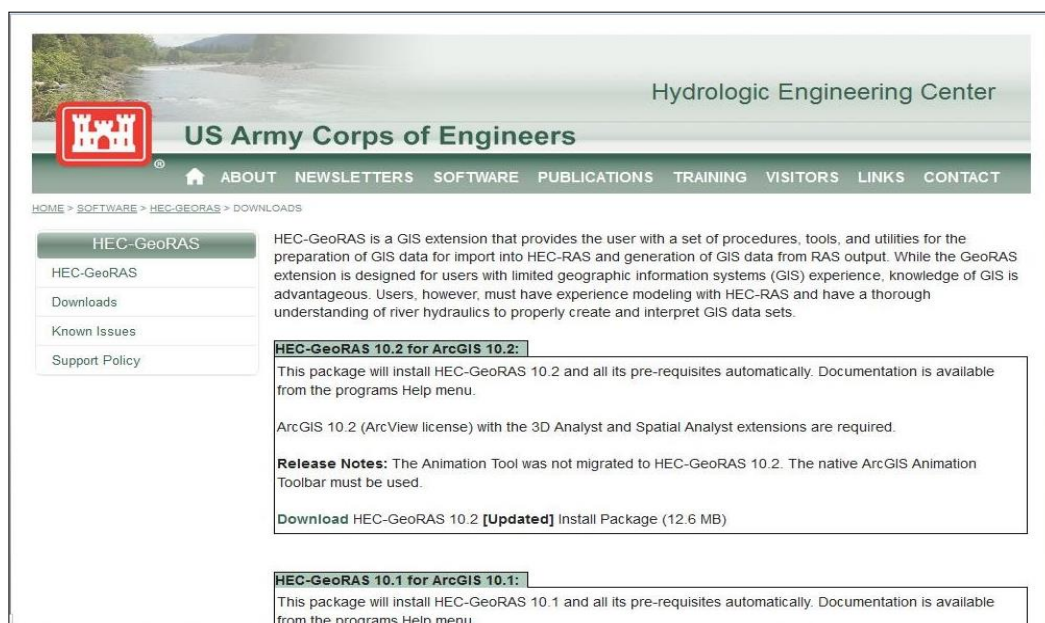 Hydrologic Engineering Center
US Army Corps of Engineers
®
ABOUT NEWSLETTERS SOFTWARE PUBLICATIONS TRAINING VISITORS LINKS CONTACT
HOME > SOFTWARE > HEC-GEORAS > DOWNLOADS
HEC-GeoRAS
HEC-GeoRAS
Downloads
Known Issues
Support Policy
HEC-GeoRAS is a GIS extension that provides the user with a set of procedures, tools, and utilities for the
preparation of GIS data for import into HEC-RAS and generation of GIS data from RAS output. While the GeoRAS
extension is designed for users with limited geographic information systems (GIS) experience, knowledge of GIS is
advantageous. Users, however, must have experience modeling with HEC-RAS and have a thorough
understanding of river hydraulics to properly create and interpret GIS data sets.
HEC-GeoRAS 10.2 for ArcGIS 10.2:
This package will install HEC-GeoRAS 10.2 and all its pre-requisites automatically. Documentation is available
from the programs Help menu.
ArcGIS 10.2 (ArcView license) with the 3D Analyst and Spatial Analyst extensions are required.
Release Notes: The Animation Tool was not migrated to HEC-GeoRAS 10.2. The native ArcGIS Animation
Toolbar must be used.
Download HEC-GeoRAS 10.2 [Updated] Install Package (12.6 MB)
HEC-GeoRAS 10.1 for ArcGIS 10.1:
This package will install HEC-GeoRAS 10.1 and all its pre-requisites automatically. Documentation is available
from the programs Help menu.